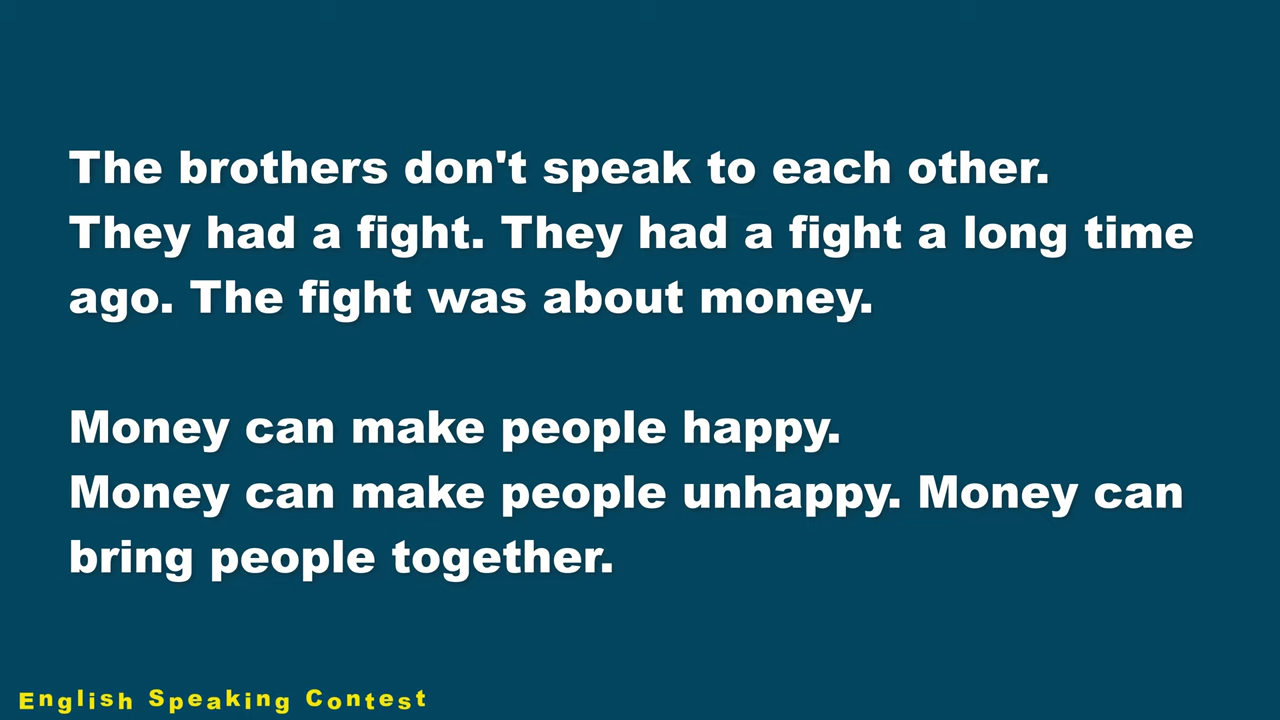 The brothers don't speak to each other.
They had a fight. They had a fight a long time
ago. The fight was about money.
Money can make people happy.
Money can make people unhappy. Money can
bring people together.
English Speaking Contest